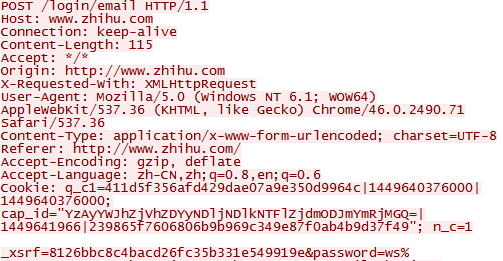 POST /login/email HTTP/1.1
Host: www.zhihu.com
Connection: keep-alive
Content-Length: 115
Accept: */*
Origin: http://www.zhihu.com
X-Requested-With: XMLHttpRequest
User-Agent: Mozilla/5.0 (Windows NT 6.1; WOW64)
AppleWebKit/537.36 (KHTML, like Gecko) Chrome/46.0.2490.71
Safari/537.36
Content-Type: application/x-www-form-urlencoded; charset=UTF-8
Referer: http://www.zhihu.com/
Accept-Encoding: gzip, deflate
Accept-Language: zh-CN,zh;q=0.8,en;q=0.6
Cookie: q_c1=411d5f356afd429dae07a9e350d9964c|1449640376000|
1449640376000;
cap_id="YzAyYWJhZjVhZDYyNDljNDlkNTFlZjdmODJmYmRjMGQ=|
1449641966|239865f7606806b9b969c349e87f0ab4b9d37f49"; n_c=1
_xsrf=8126bbc8c4bacd26fc35b331e549919e&password=ws%